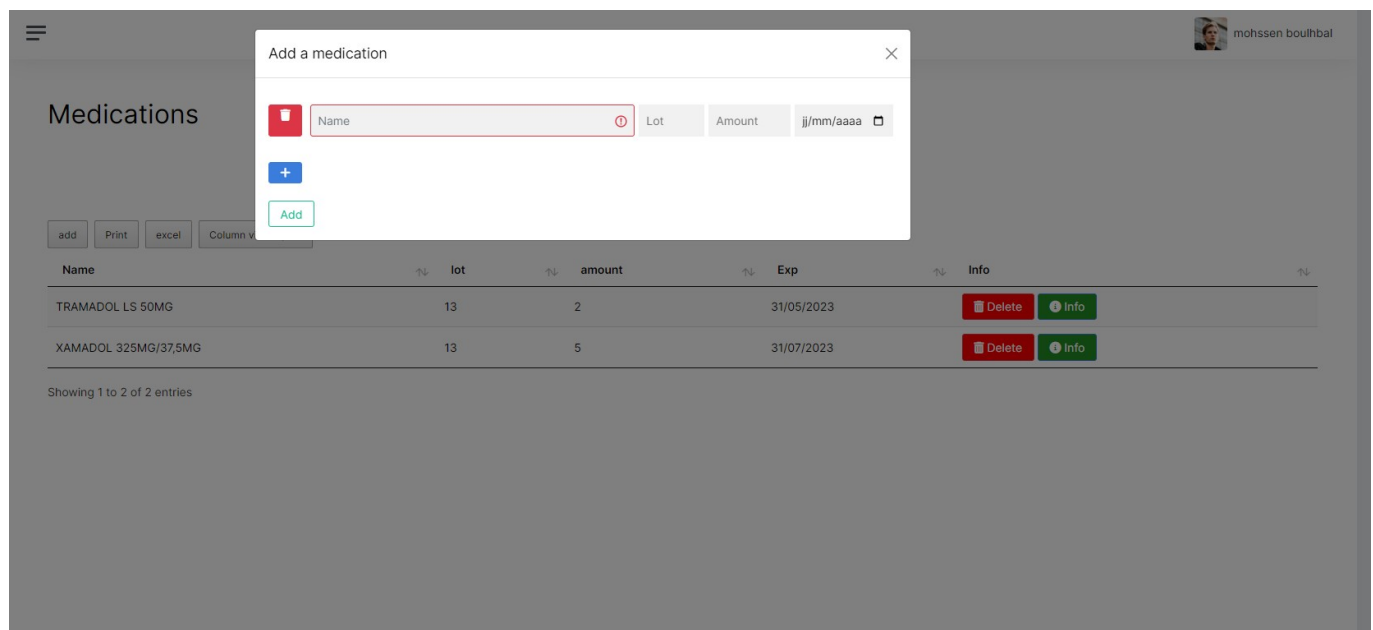 mohssen boulhbal
Add a medication
Medications
Name Lot Amount jj/mm/aaaa
+
Add
add Print excel Column v
Name lot amount Exp Info
TRAMADOL LS 50MG 13 2 31/05/2023 Delete Info
XAMADOL 325MG/37,5MG 13 5 31/07/2023 Delete Info
Showing 1 to 2 of 2 entries